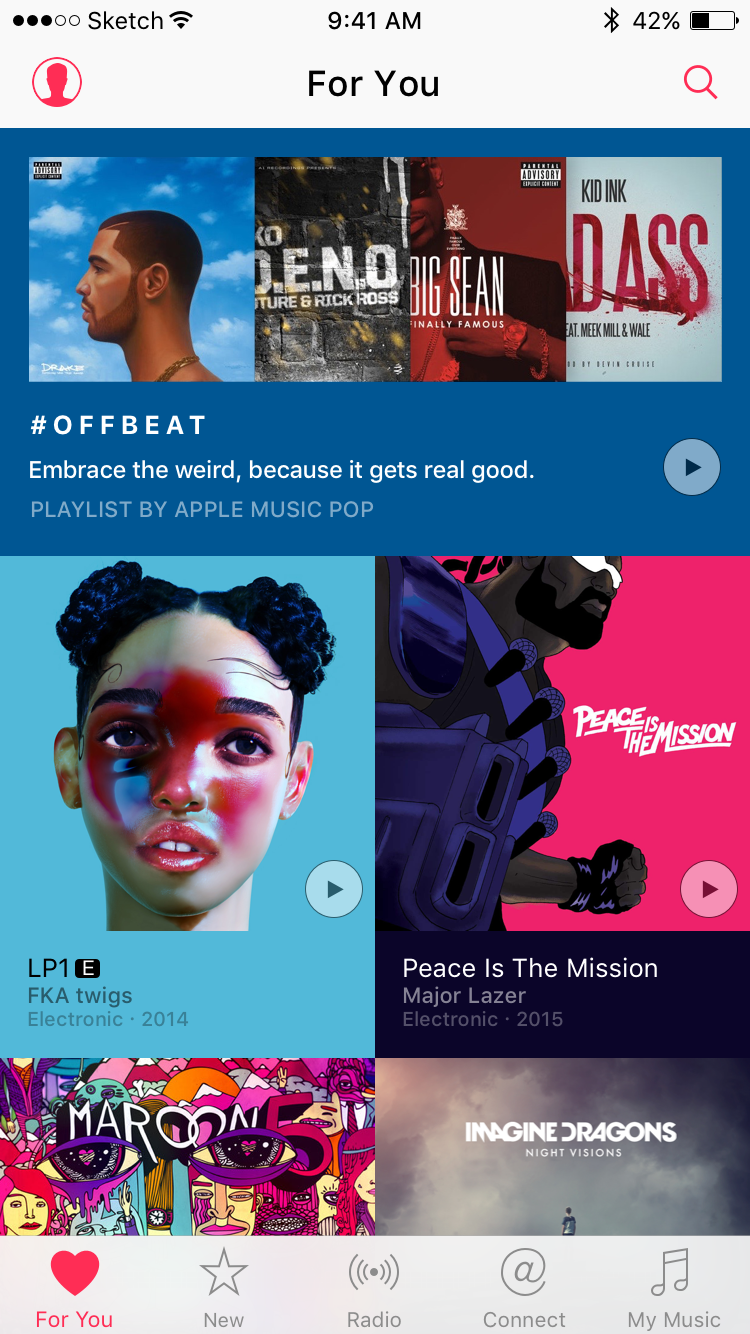 Sketch 9:41 AM 42%
For You
PARENTAL
ADVISORY
EXPLICIT CONTENT
DRAKE
KO
D.E.N.O
TURE & RICK ROSS
PARENTAL
ADVISORY
EXPLICIT CONTENT
BIG SEAN
FINALLY FAMOUS
KID INK
D ASS
EAT. MEEK MILL & WALE
BY DEVIN CRUISE
#OFFBEAT
Embrace the weird, because it gets real good.
PLAYLIST BY APPLE MUSIC POP
PEACE IS
THE MISSION
LP1 E
FKA twigs
Electronic · 2014
Peace Is The Mission
Major Lazer
Electronic · 2015
MAROON 5
IMAGINE DRAGONS
NIGHT VISIONS
For You New Radio Connect My Music